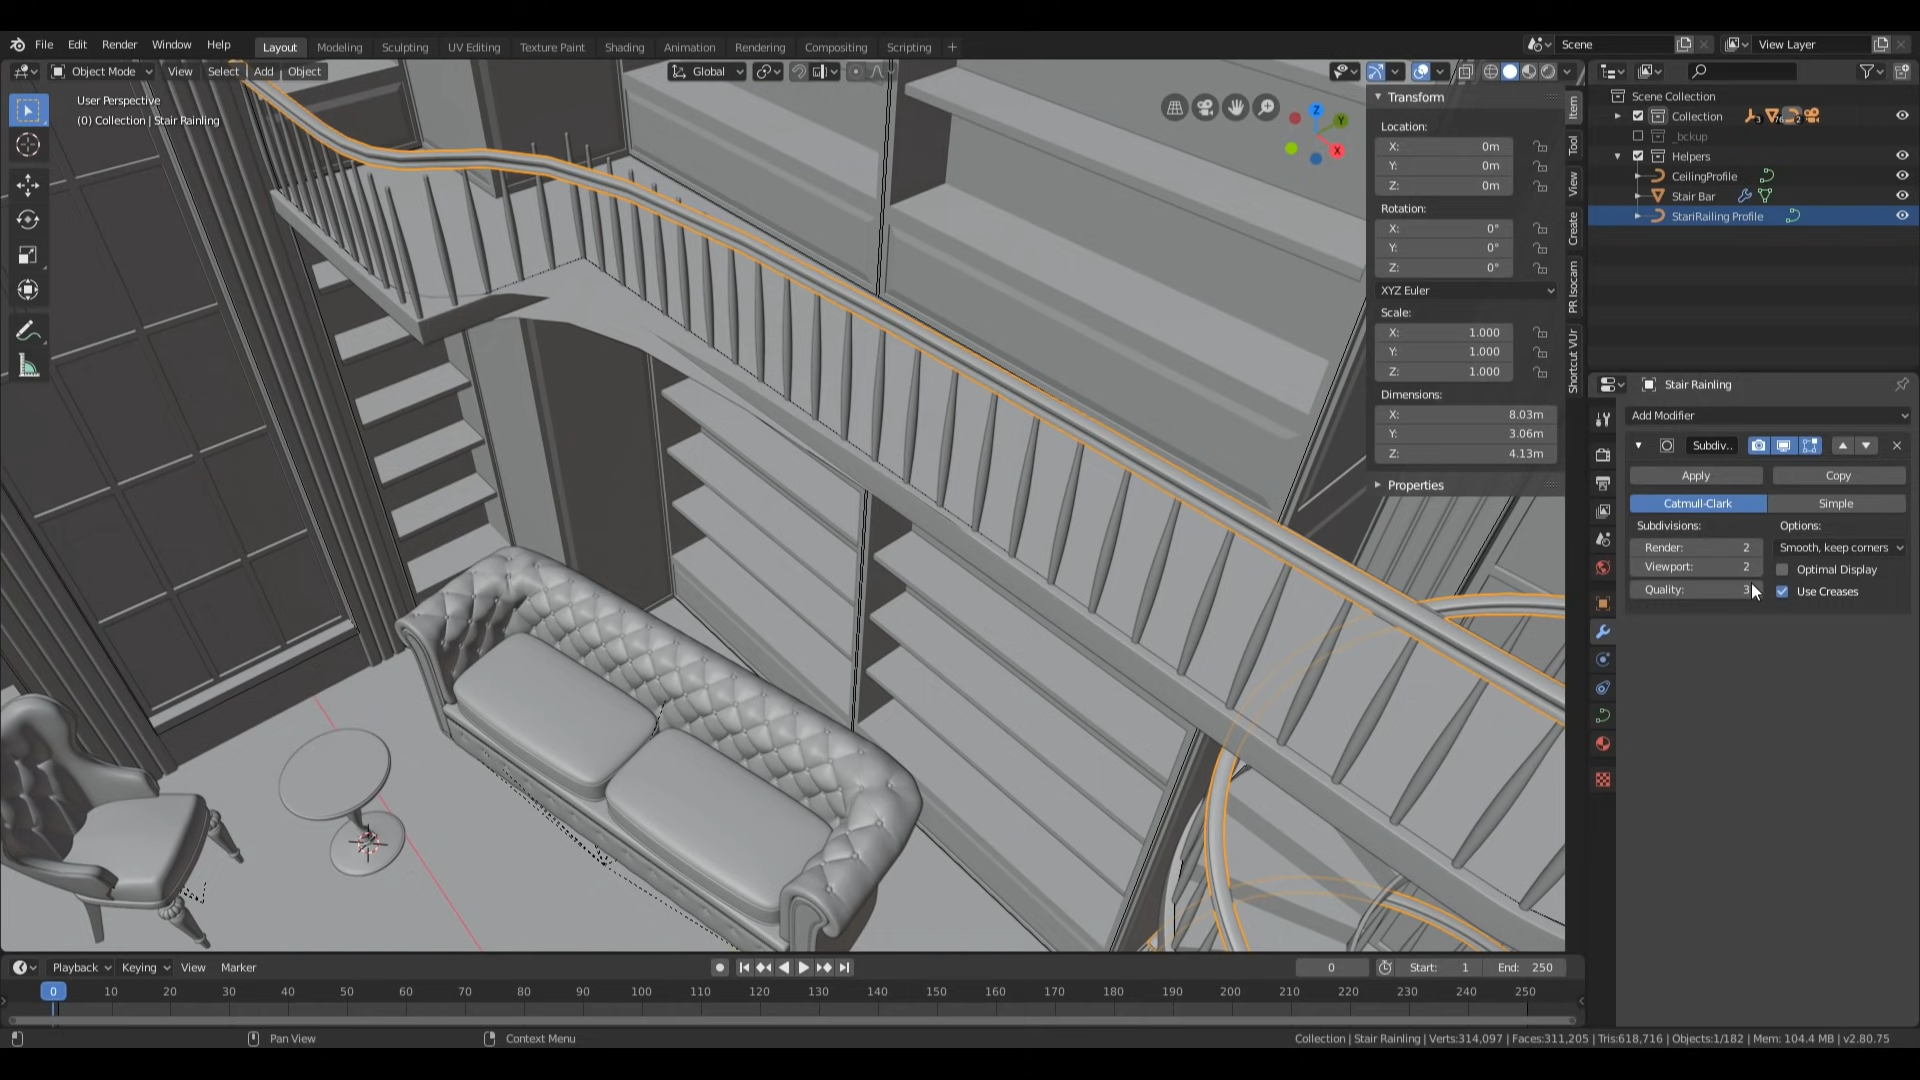 File Edit Render Window Help Layout Modeling Sculpting UV Editing Texture Paint Shading Animation Rendering Compositing Scripting + Scene View Layer
Object Mode View Select Add Object Global
User Perspective
(0) Collection | Stair Rainling
Z
Y
X
Transform
Location:
X: 0m
Y: 0m
Z: 0m
Rotation:
X: 0°
Y: 0°
Z: 0°
XYZ Euler
Scale:
X: 1.000
Y: 1.000
Z: 1.000
Dimensions:
X: 8.03m
Y: 3.06m
Z: 4.13m
Properties
Item
Tool
View
Create
PR Isocam
Shortcut VUr
Scene Collection
Collection
_bckup
Helpers
CeilingProfile
Stair Bar
StariRailing Profile
Stair Rainling
Add Modifier
Subdiv..
Apply Copy
Catmull-Clark Simple
Subdivisions: Options:
Render: 2 Smooth, keep corners
Viewport: 2 Optimal Display
Quality: 3 Use Creases
Playback Keying View Marker 0 Start: 1 End: 250
0 10 20 30 40 50 60 70 80 90 100 110 120 130 140 150 160 170 180 190 200 210 220 230 240 250
Pan View Context Menu Collection | Stair Rainling | Verts:314,097 | Faces:311,205 | Tris:618,716 | Objects:1/182 | Mem: 104.4 MB | v2.80.75